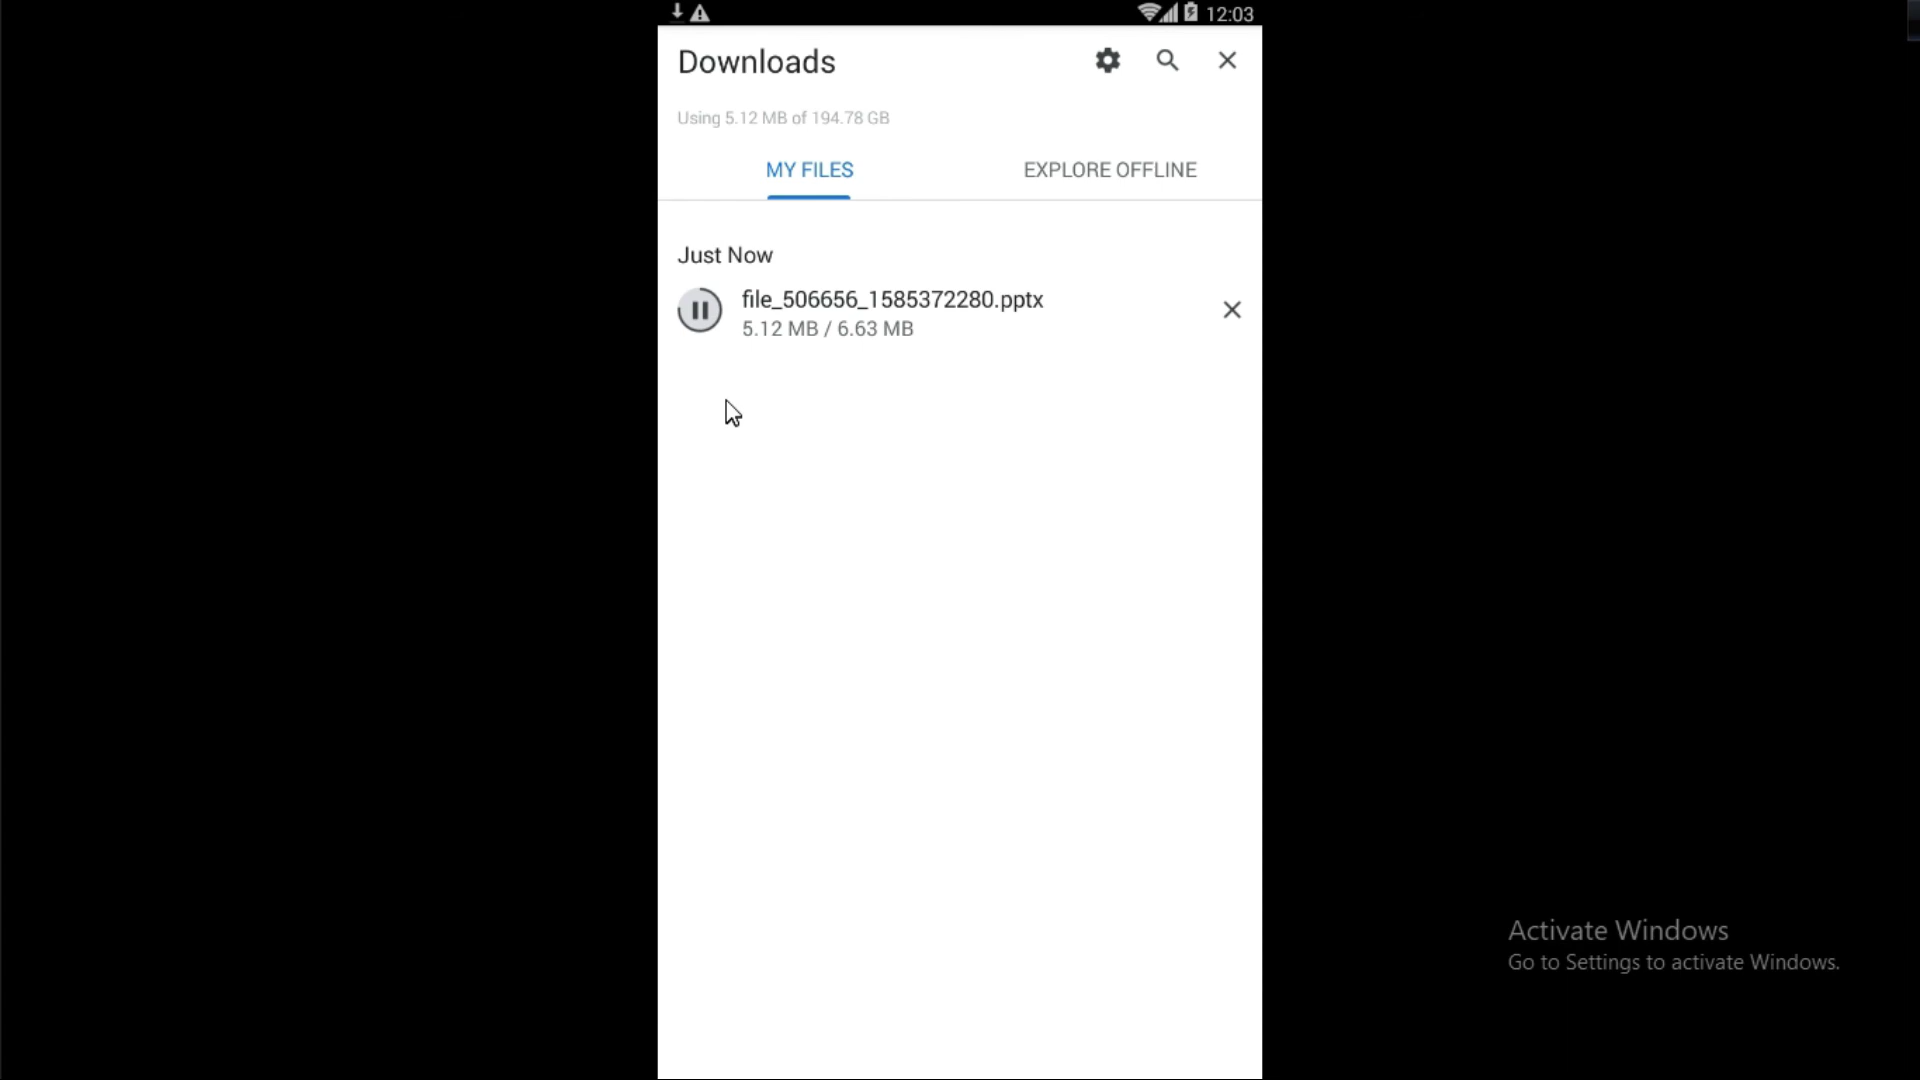 12:03
Downloads
Using 5.12 MB of 194.78 GB
MY FILES
EXPLORE OFFLINE
Just Now
file_506656_1585372280.pptx
5.12 MB / 6.63 MB
Activate Windows
Go to Settings to activate Windows.